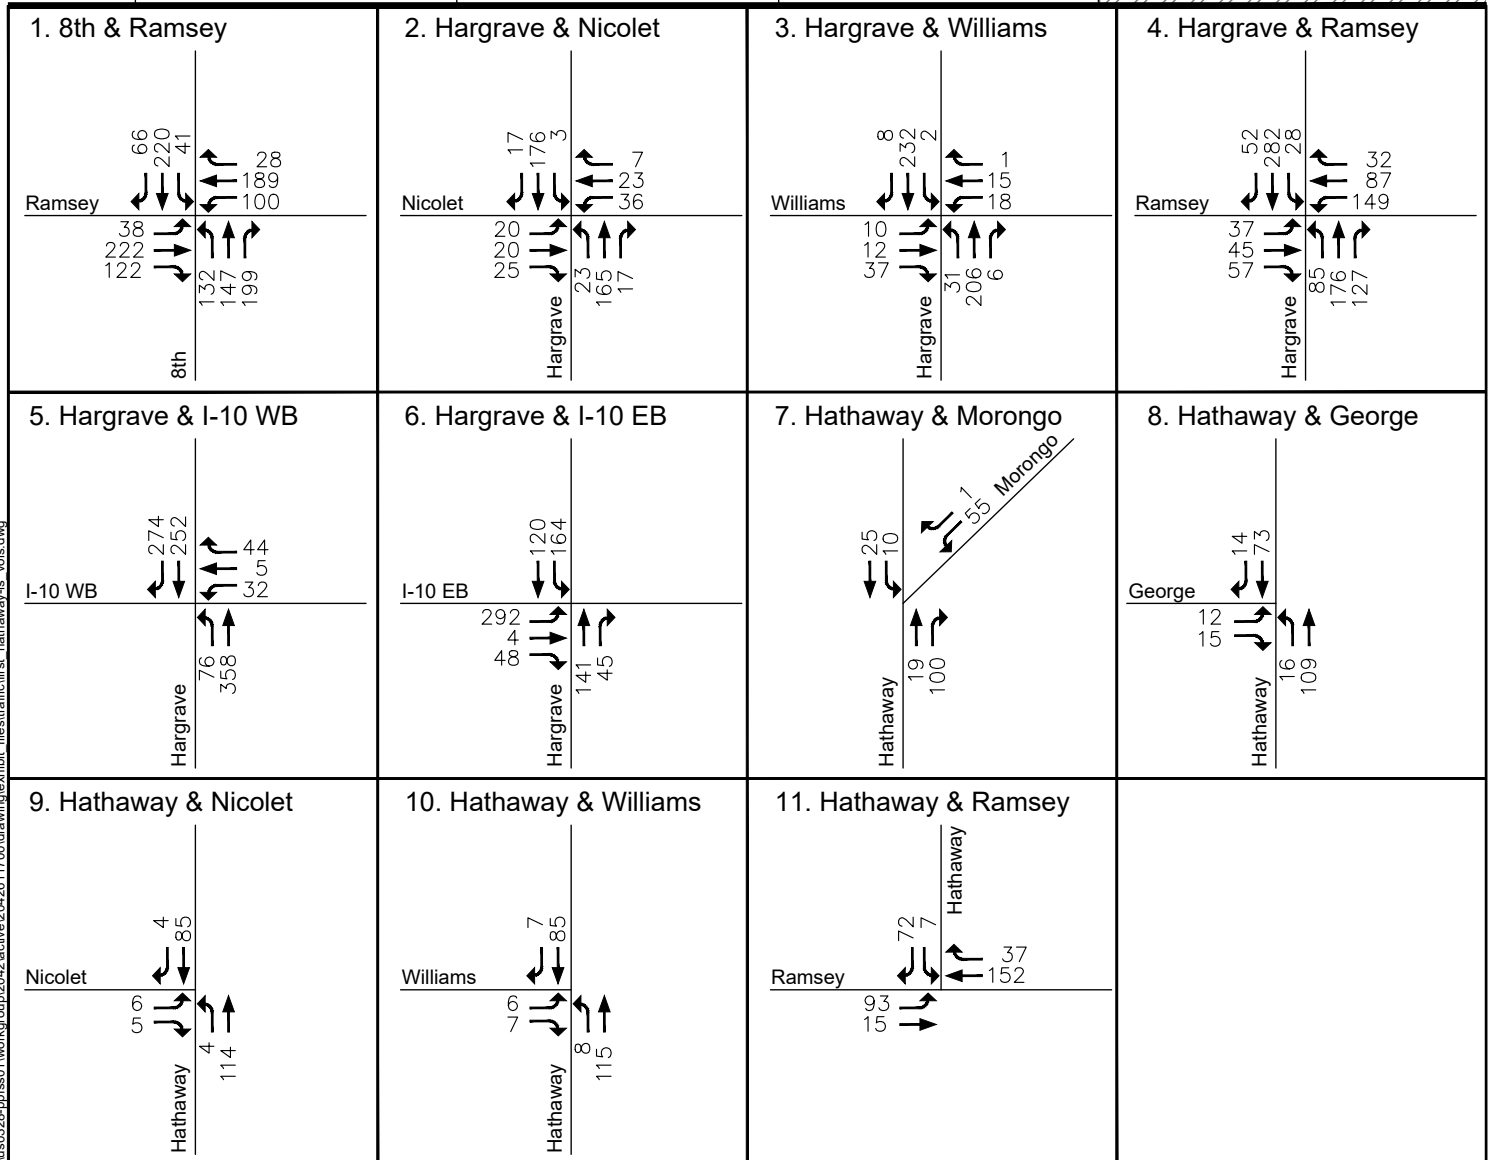 1. 8th & Ramsey
66
220
41
28
189
100
Ramsey
38
222
122
132
147
199
8th
2. Hargrave & Nicolet
17
176
3
7
23
36
Nicolet
20
20
25
23
165
17
Hargrave
3. Hargrave & Williams
8
232
2
1
15
18
Williams
10
12
37
31
206
6
Hargrave
4. Hargrave & Ramsey
52
282
28
32
87
149
Ramsey
37
45
57
85
176
127
Hargrave
5. Hargrave & I-10 WB
274
252
44
5
32
I-10 WB
76
358
Hargrave
6. Hargrave & I-10 EB
120
164
I-10 EB
292
4
48
141
45
Hargrave
7. Hathaway & Morongo
Morongo
1
55
25
10
19
100
Hathaway
8. Hathaway & George
14
73
George
12
15
16
109
Hathaway
9. Hathaway & Nicolet
4
85
Nicolet
6
5
4
114
Hathaway
10. Hathaway & Williams
7
85
Williams
6
7
8
115
Hathaway
11. Hathaway & Ramsey
Hathaway
72
7
37
152
Ramsey
93
15